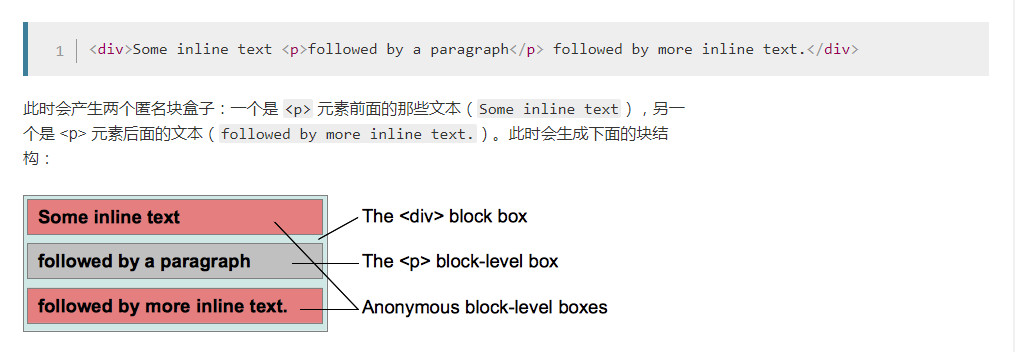 1 <div>Some inline text <p>followed by a paragraph</p> followed by more inline text.</div>
此时会产生两个匿名块盒子：一个是 <p> 元素前面的那些文本（Some inline text），另一
个是 <p> 元素后面的文本（followed by more inline text.）。此时会生成下面的块结
构：
Some inline text
The <div> block box
followed by a paragraph
The <p> block-level box
followed by more inline text.
Anonymous block-level boxes